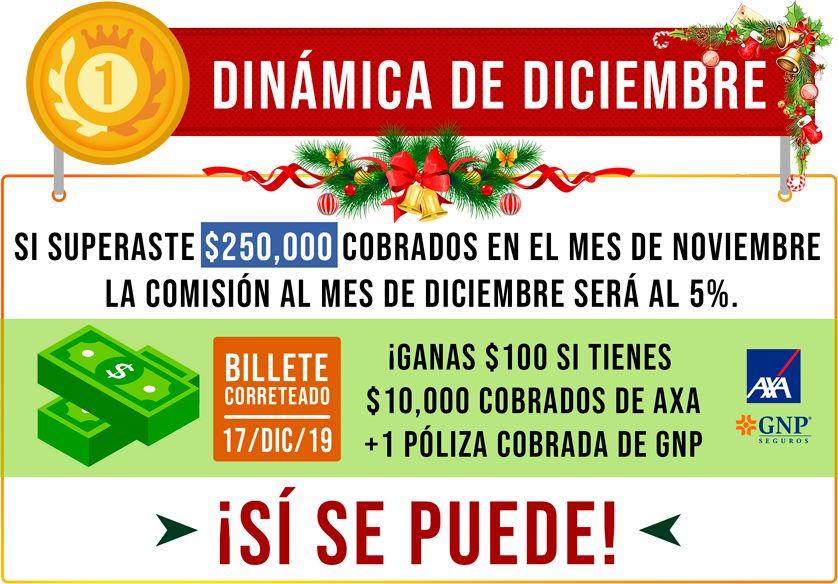 1
DINÁMICA DE DICIEMBRE
SI SUPERASTE $250,000 COBRADOS EN EL MES DE NOVIEMBRE
LA COMISIÓN AL MES DE DICIEMBRE SERÁ AL 5%.
$
BILLETE
CORRETEADO
17/DIC/19
¡GANAS $100 SI TIENES
$10,000 COBRADOS DE AXA
+1 PÓLIZA COBRADA DE GNP
AXA
GNP
SEGUROS
¡SÍ SE PUEDE!